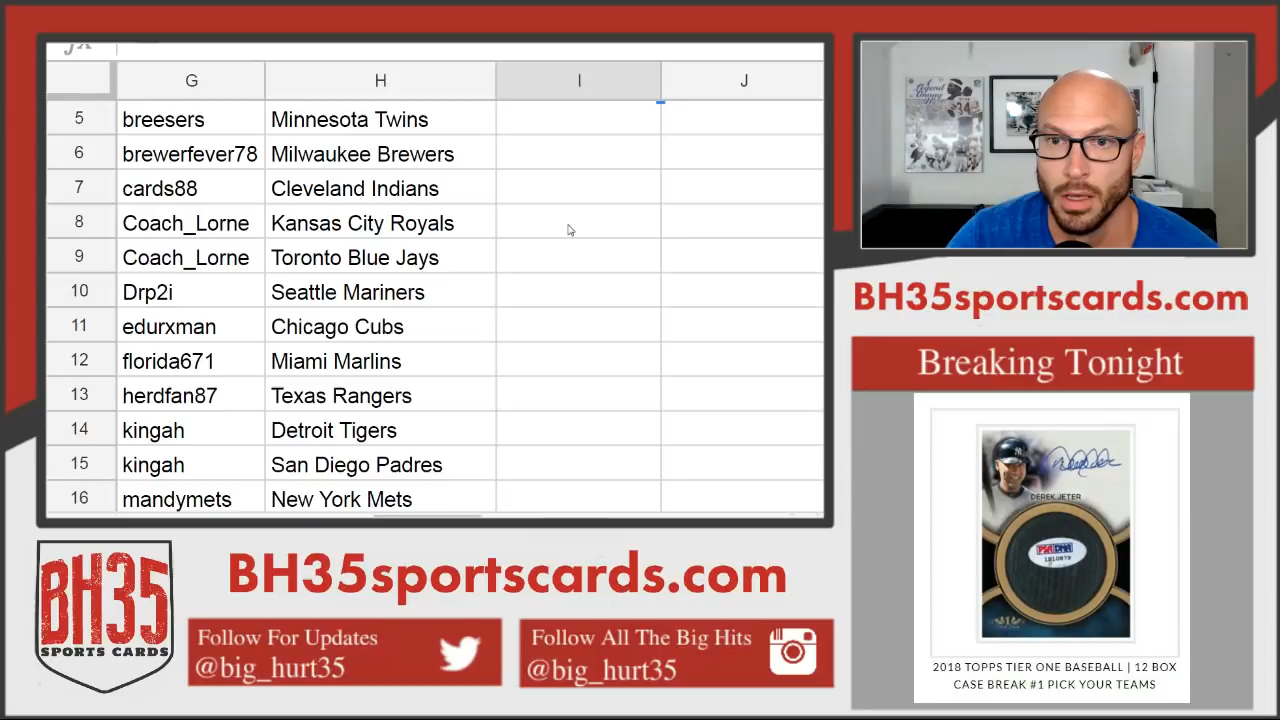 G H I J
5 breesers Minnesota Twins
6 brewerfever78 Milwaukee Brewers
7 cards88 Cleveland Indians
8 Coach_Lorne Kansas City Royals
9 Coach_Lorne Toronto Blue Jays
10 Drp2i Seattle Mariners
11 edurxman Chicago Cubs
12 florida671 Miami Marlins
13 herdfan87 Texas Rangers
14 kingah Detroit Tigers
15 kingah San Diego Padres
16 mandymets New York Mets
BH35sportscards.com
Breaking Tonight
DEREK JETER
PSA/DNA
2018 TOPPS TIER ONE BASEBALL | 12 BOX
CASE BREAK #1 PICK YOUR TEAMS
BH35
SPORTS CARDS
BH35sportscards.com
Follow For Updates
@big_hurt35
Follow All The Big Hits
@big_hurt35